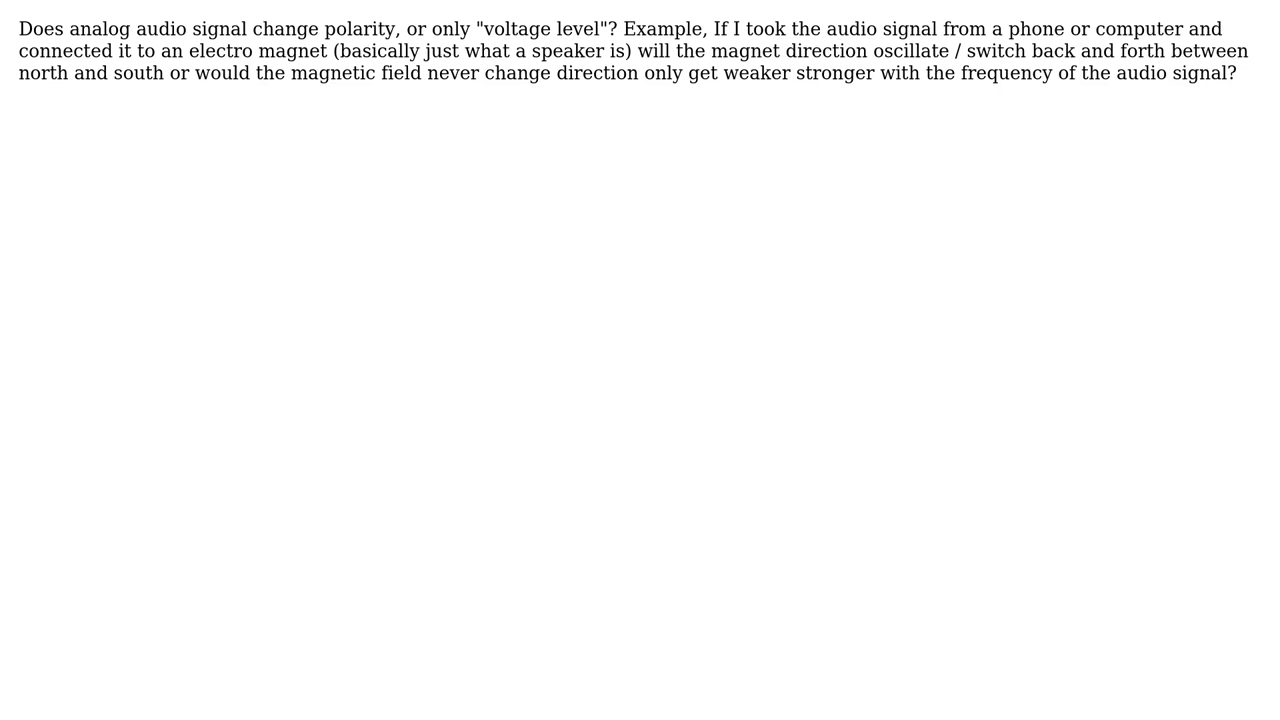 Does analog audio signal change polarity, or only "voltage level"? Example, If I took the audio signal from a phone or computer and
connected it to an electro magnet (basically just what a speaker is) will the magnet direction oscillate / switch back and forth between
north and south or would the magnetic field never change direction only get weaker stronger with the frequency of the audio signal?